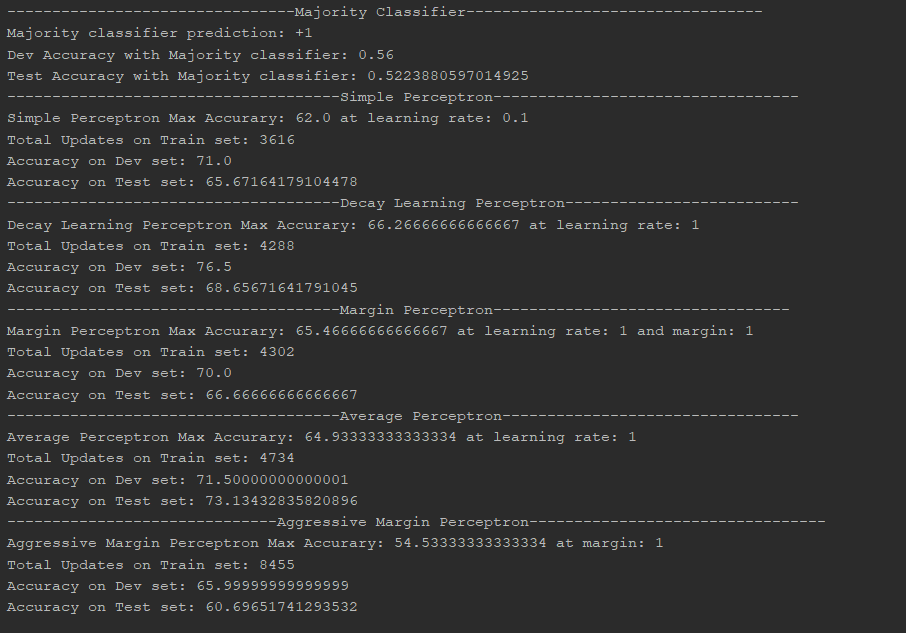 --------------------------------Majority Classifier---------------------------------
Majority classifier prediction: +1
Dev Accuracy with Majority classifier: 0.56
Test Accuracy with Majority classifier: 0.5223880597014925
-------------------------------------Simple Perceptron----------------------------------
Simple Perceptron Max Accurary: 62.0 at learning rate: 0.1
Total Updates on Train set: 3616
Accuracy on Dev set: 71.0
Accuracy on Test set: 65.67164179104478
-------------------------------------Decay Learning Perceptron--------------------------
Decay Learning Perceptron Max Accurary: 66.26666666666667 at learning rate: 1
Total Updates on Train set: 4288
Accuracy on Dev set: 76.5
Accuracy on Test set: 68.65671641791045
-------------------------------------Margin Perceptron---------------------------------
Margin Perceptron Max Accurary: 65.46666666666667 at learning rate: 1 and margin: 1
Total Updates on Train set: 4302
Accuracy on Dev set: 70.0
Accuracy on Test set: 66.66666666666667
-------------------------------------Average Perceptron---------------------------------
Average Perceptron Max Accurary: 64.93333333333334 at learning rate: 1
Total Updates on Train set: 4734
Accuracy on Dev set: 71.50000000000001
Accuracy on Test set: 73.13432835820896
------------------------------Aggressive Margin Perceptron---------------------------------
Aggressive Margin Perceptron Max Accurary: 54.53333333333334 at margin: 1
Total Updates on Train set: 8455
Accuracy on Dev set: 65.99999999999999
Accuracy on Test set: 60.69651741293532